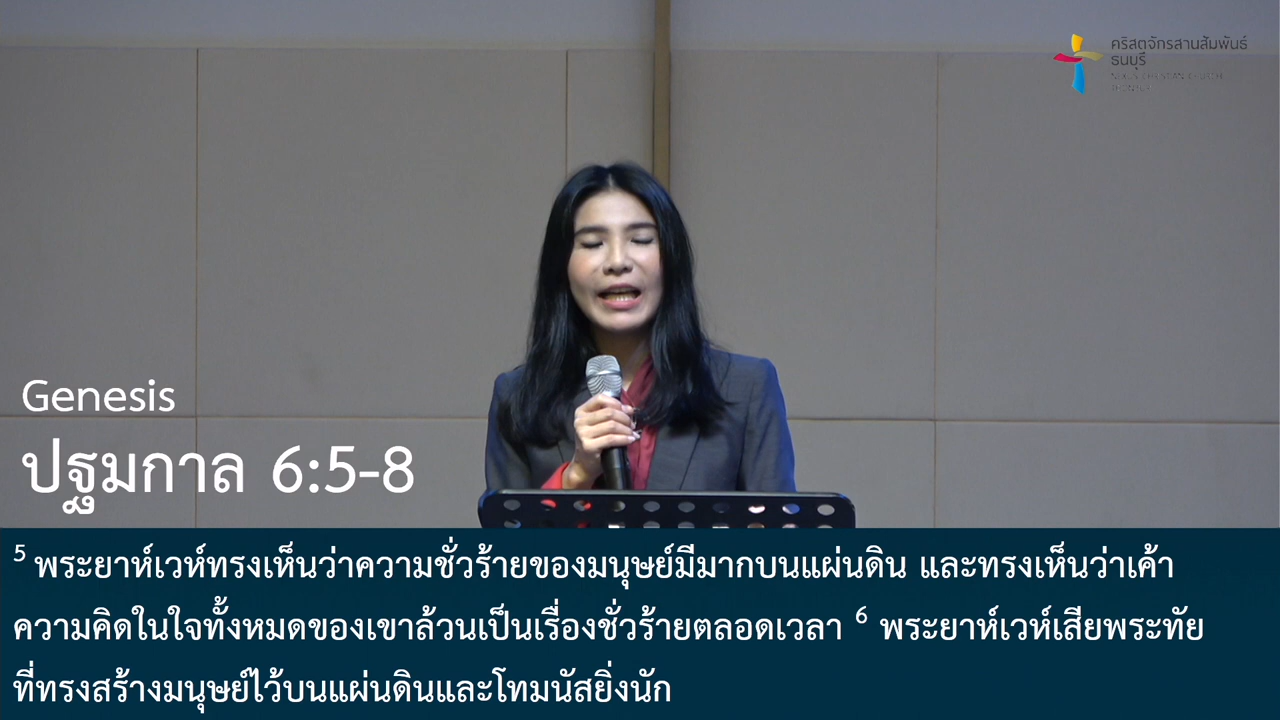 คริสตจักรสานสัมพันธ์
ธนบุรี
NEXUS CHRISTIAN CHURCH
THONBURI
Genesis
ปฐมกาล 6:5-8
5 พระยาห์เวห์ทรงเห็นว่าความชั่วร้ายของมนุษย์มีมากบนแผ่นดิน และทรงเห็นว่าเค้า
ความคิดในใจทั้งหมดของเขาล้วนเป็นเรื่องชั่วร้ายตลอดเวลา 6 พระยาห์เวห์เสียพระทัย
ที่ทรงสร้างมนุษย์ไว้บนแผ่นดินและโทมนัสยิ่งนัก